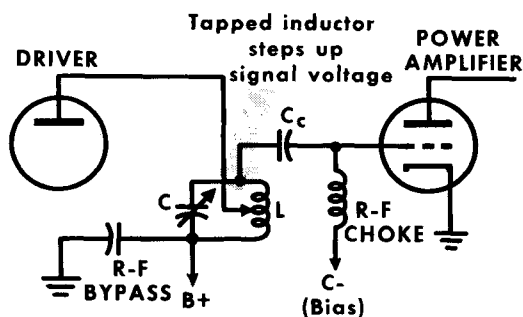 Tapped inductor
steps up
signal voltage
DRIVER
POWER
AMPLIFIER
Cc
C
L
R-F
CHOKE
R-F
BYPASS
B+
C-
(Bias)